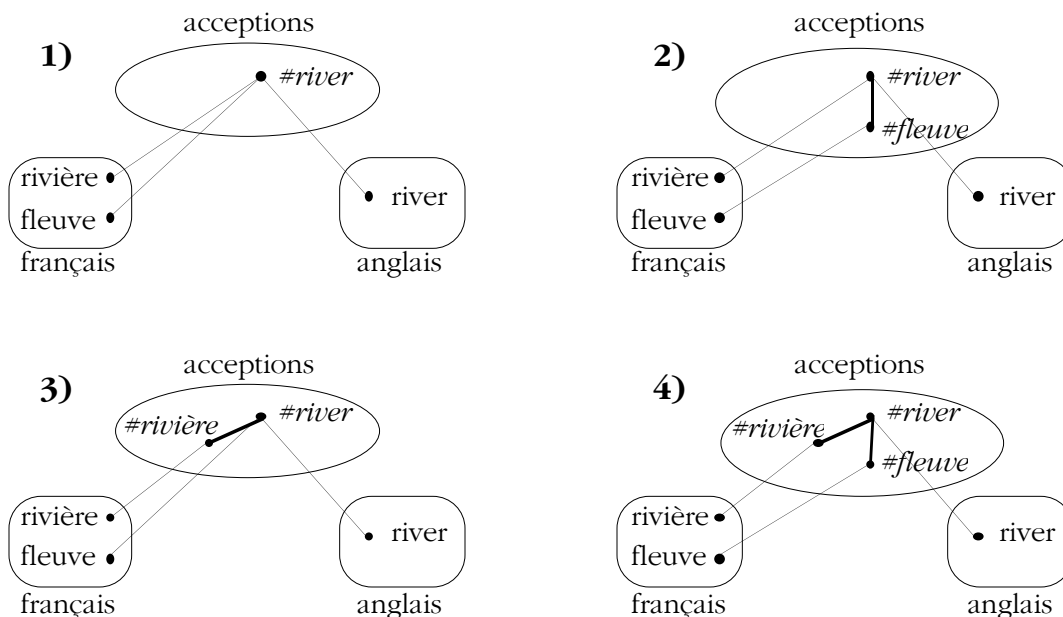 1)
acceptions
#river
rivière
fleuve
français
river
anglais
2)
acceptions
#river
#fleuve
rivière
fleuve
français
river
anglais
3)
acceptions
#rivière
#river
rivière
fleuve
français
river
anglais
4)
acceptions
#rivière
#river
#fleuve
rivière
fleuve
français
river
anglais